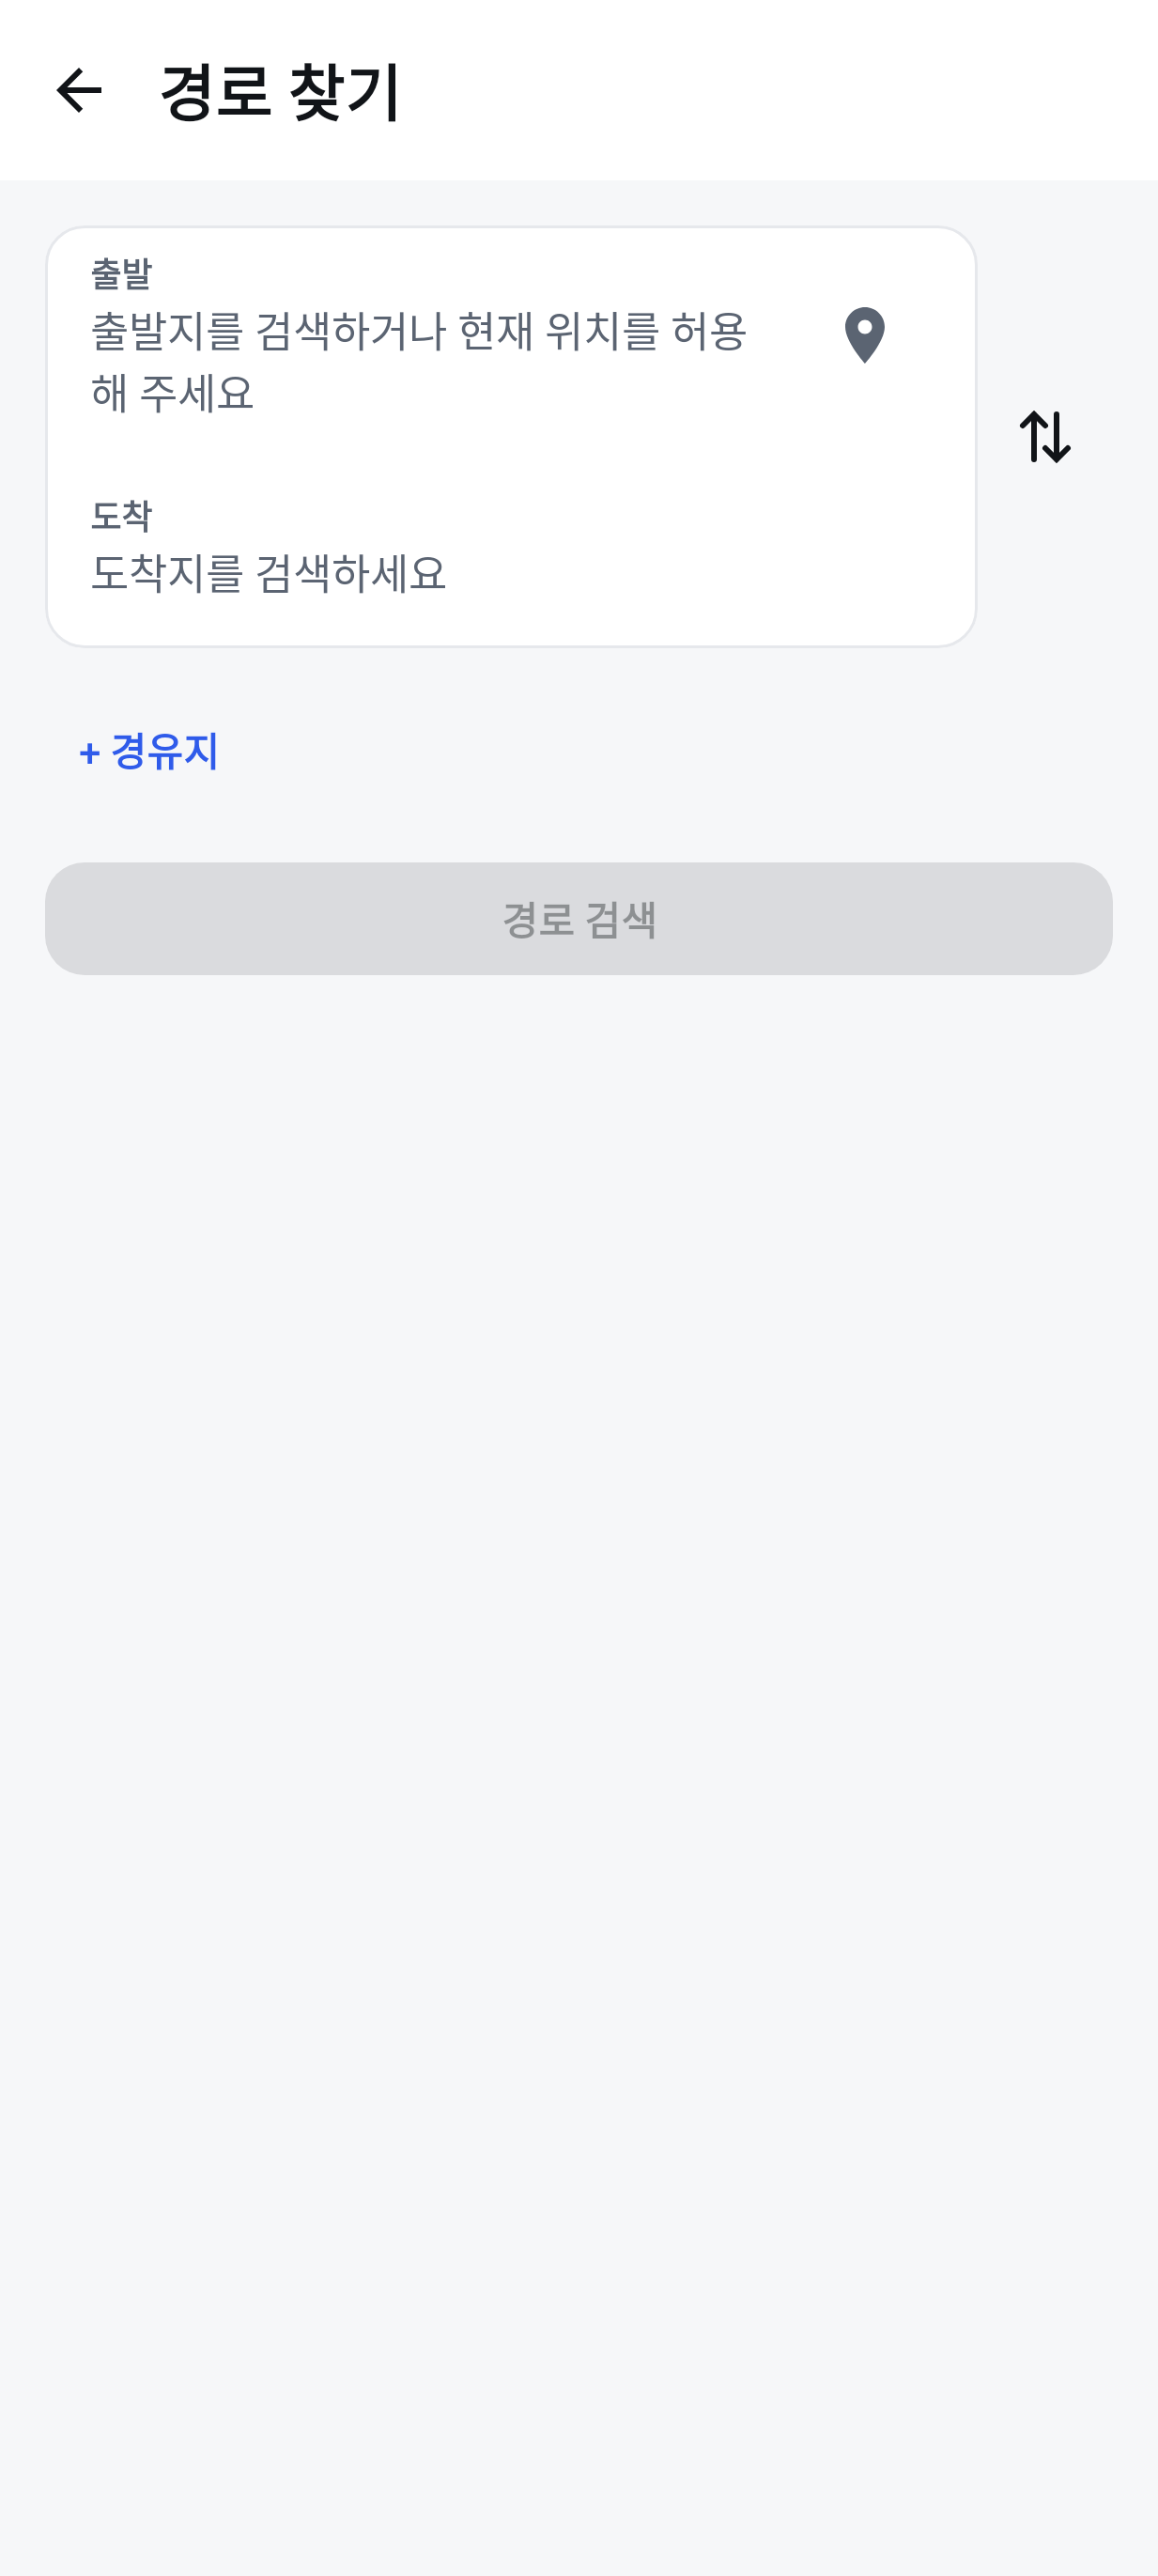 경로 찾기
출발
출발지를 검색하거나 현재 위치를 허용
해 주세요
도착
도착지를 검색하세요
+ 경유지
경로 검색